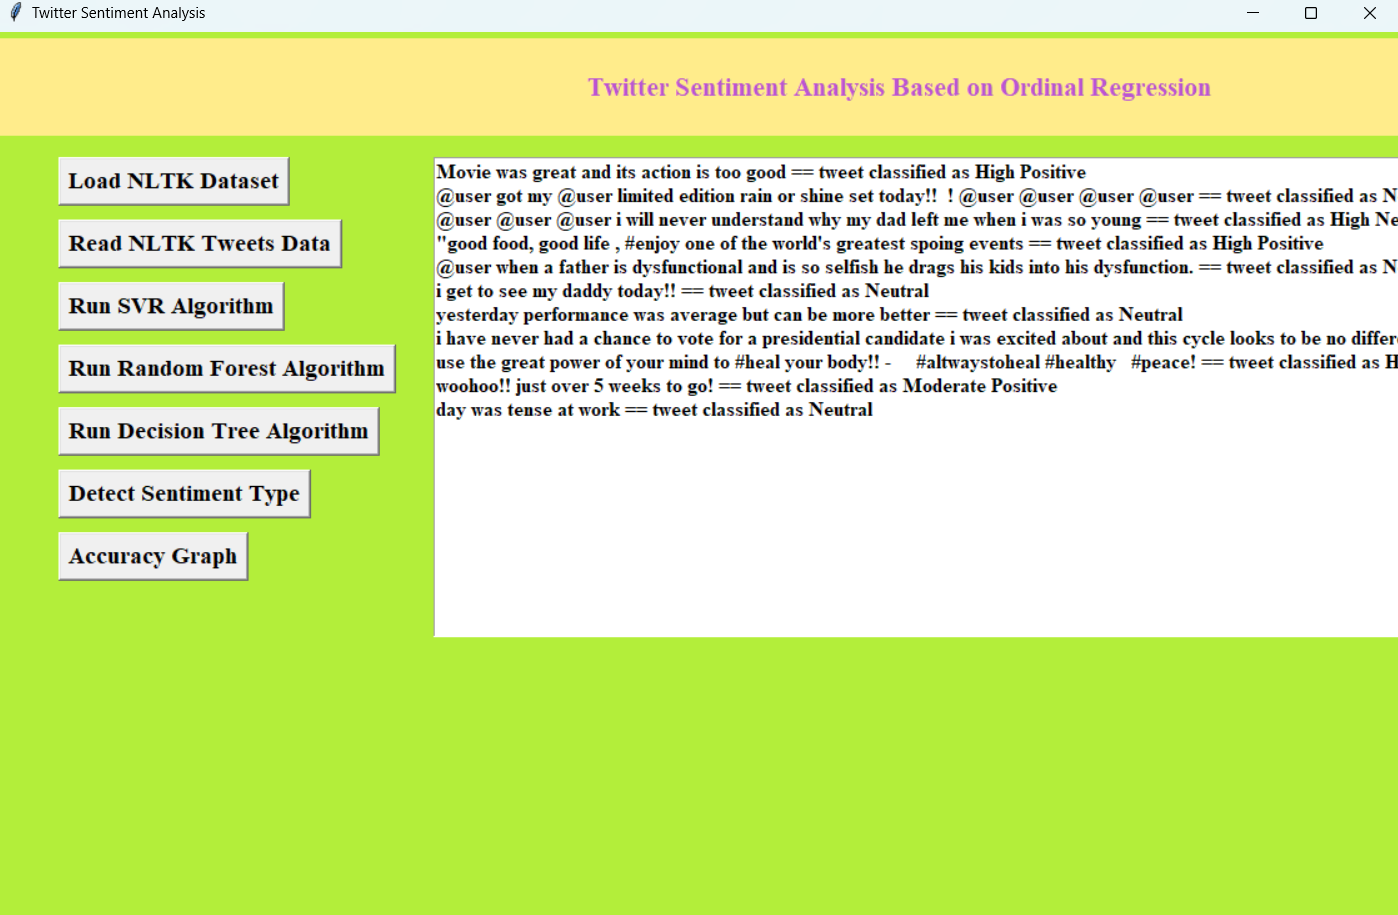 Twitter Sentiment Analysis
Twitter Sentiment Analysis Based on Ordinal Regression
Load NLTK Dataset
Read NLTK Tweets Data
Run SVR Algorithm
Run Random Forest Algorithm
Run Decision Tree Algorithm
Detect Sentiment Type
Accuracy Graph
Movie was great and its action is too good == tweet classified as High Positive
@user got my @user limited edition rain or shine set today!!  ! @user @user @user @user == tweet classified as N
@user @user @user i will never understand why my dad left me when i was so young == tweet classified as High Ne
"good food, good life , #enjoy one of the world's greatest spoing events == tweet classified as High Positive
@user when a father is dysfunctional and is so selfish he drags his kids into his dysfunction. == tweet classified as N
i get to see my daddy today!! == tweet classified as Neutral
yesterday performance was average but can be more better == tweet classified as Neutral
i have never had a chance to vote for a presidential candidate i was excited about and this cycle looks to be no differ
use the great power of your mind to #heal your body!! -     #altwaystoheal #healthy   #peace! == tweet classified as H
woohoo!! just over 5 weeks to go! == tweet classified as Moderate Positive
day was tense at work == tweet classified as Neutral